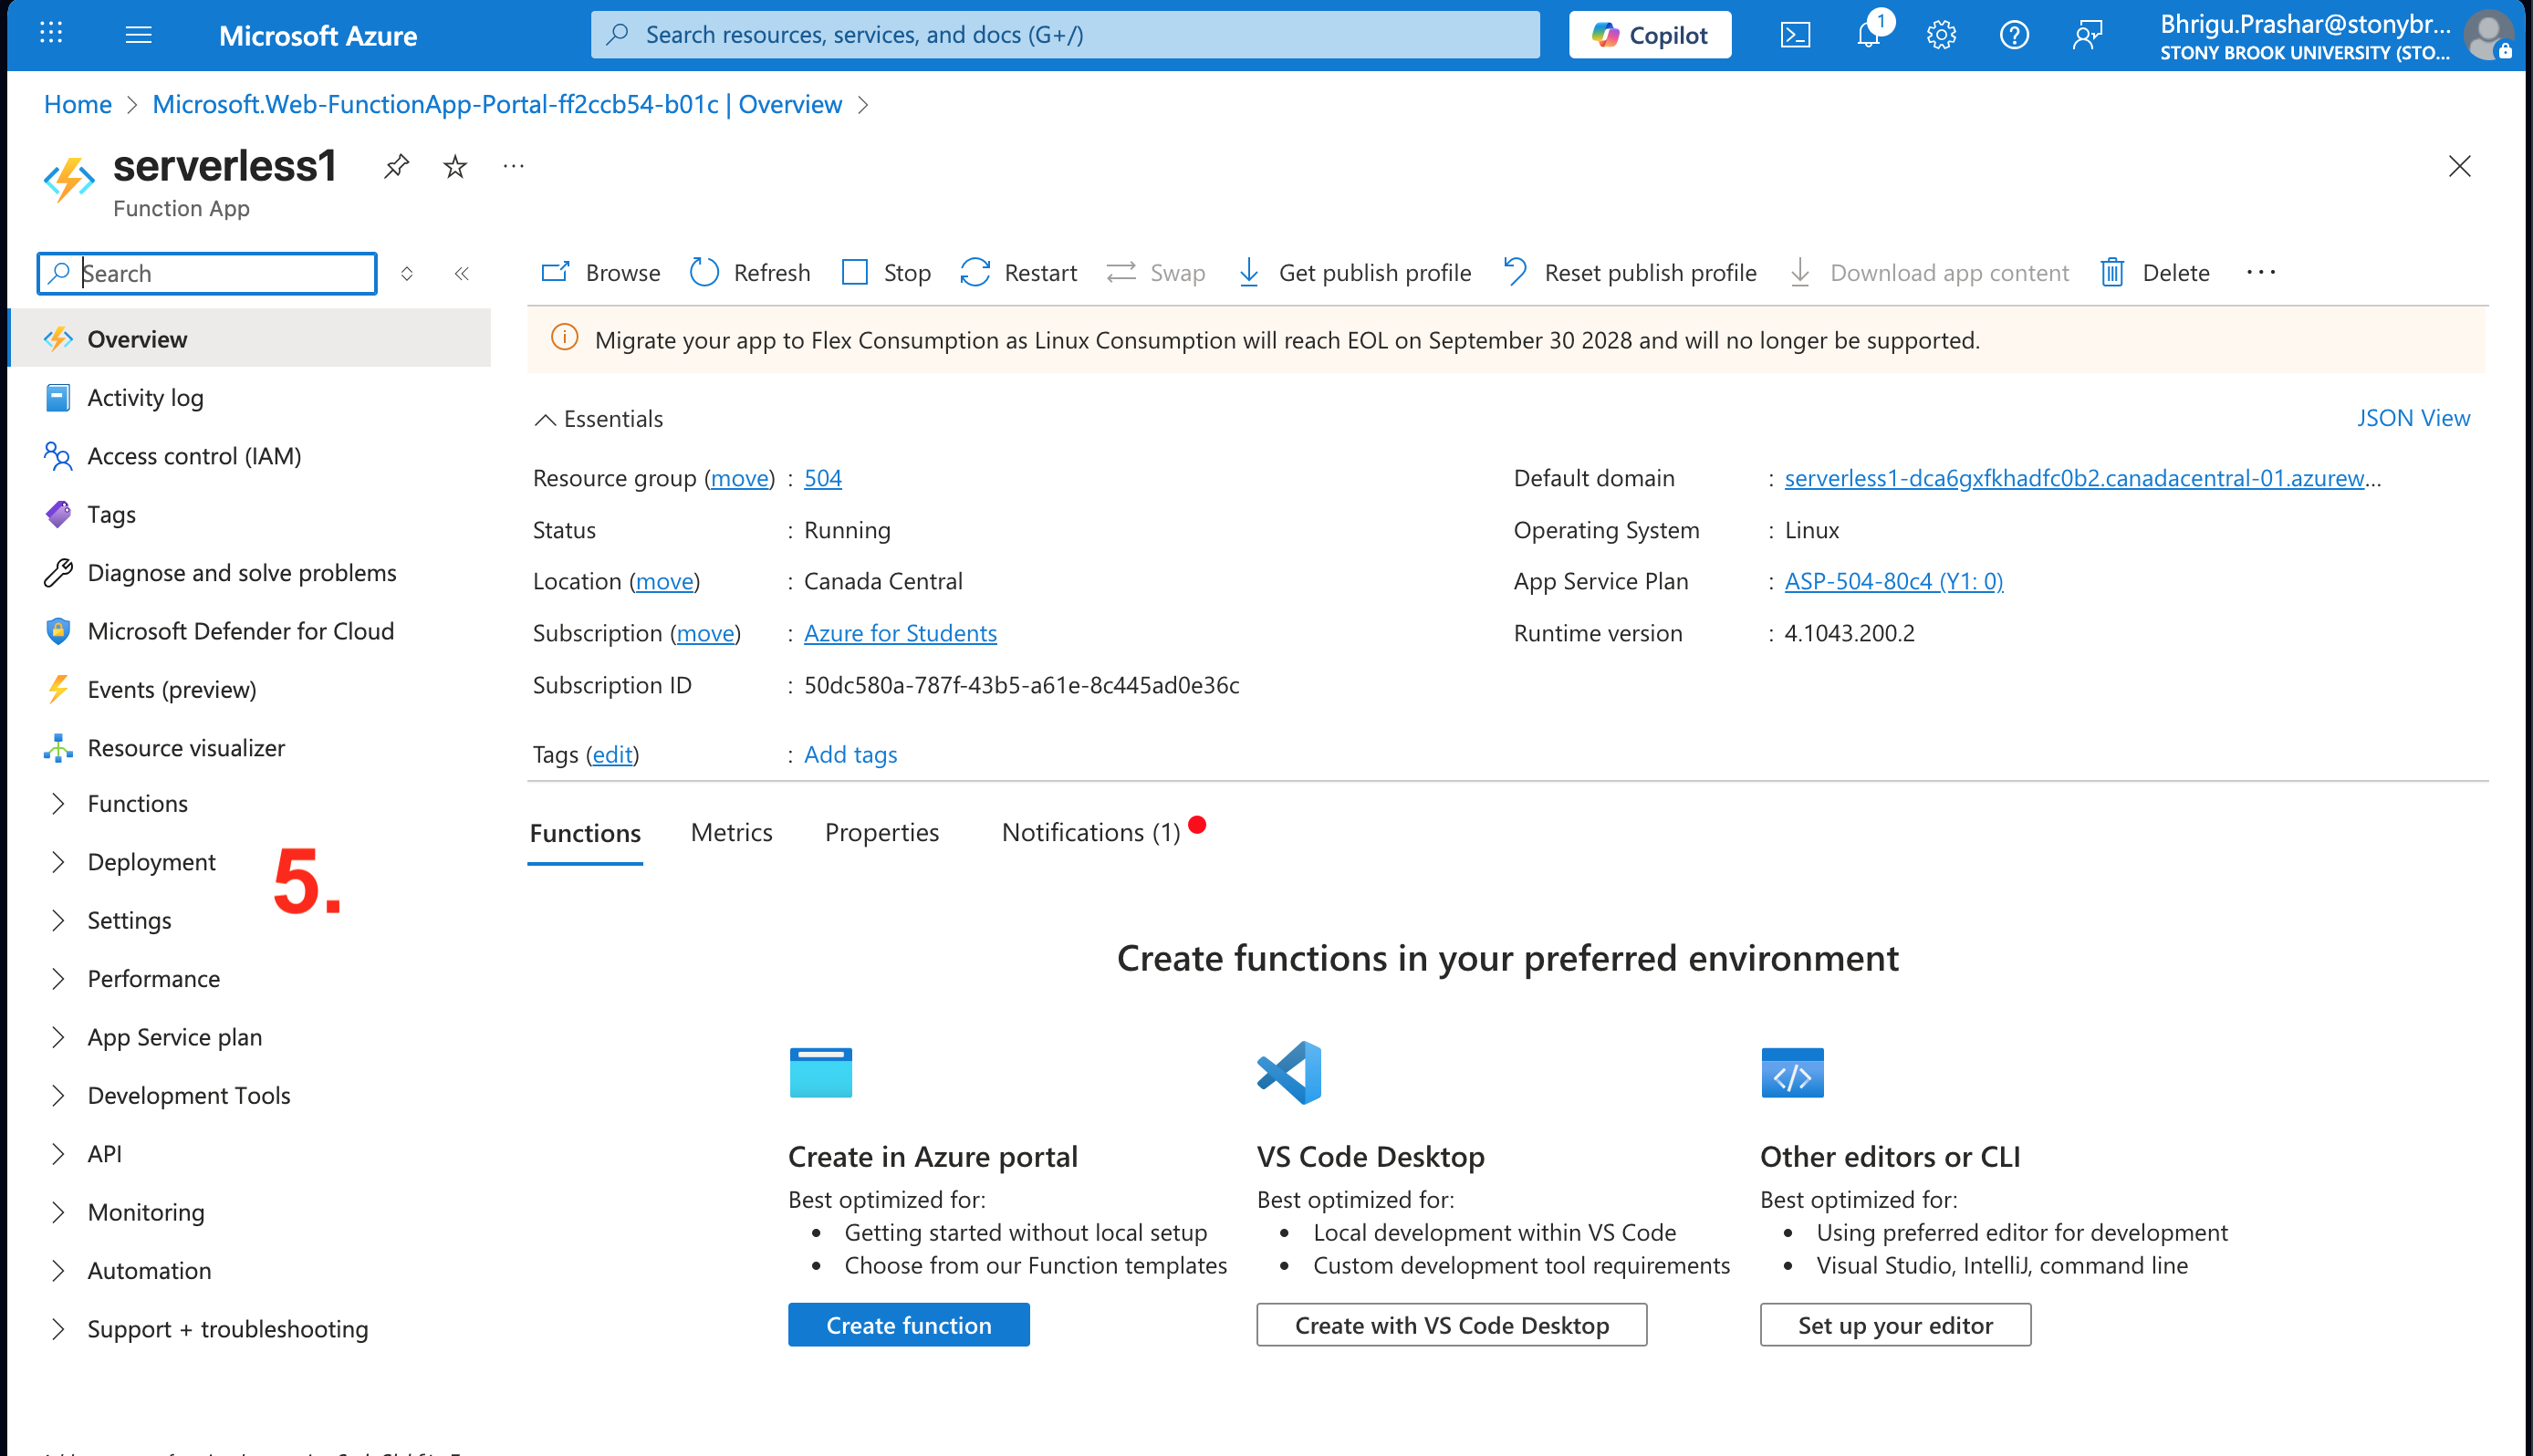 Microsoft Azure
Search resources, services, and docs (G+/)
Copilot
1
Bhrigu.Prashar@stonybr...
STONY BROOK UNIVERSITY (STO...
Home > Microsoft.Web-FunctionApp-Portal-ff2ccb54-b01c | Overview >
serverless1
Function App
Search
Browse Refresh Stop Restart Swap Get publish profile Reset publish profile Download app content Delete
Overview
Activity log
Access control (IAM)
Tags
Diagnose and solve problems
Microsoft Defender for Cloud
Events (preview)
Resource visualizer
Functions
Deployment
Settings
Performance
App Service plan
Development Tools
API
Monitoring
Automation
Support + troubleshooting
5.
Migrate your app to Flex Consumption as Linux Consumption will reach EOL on September 30 2028 and will no longer be supported.
Essentials
JSON View
Resource group (move) : 504
Status : Running
Location (move) : Canada Central
Subscription (move) : Azure for Students
Subscription ID : 50dc580a-787f-43b5-a61e-8c445ad0e36c
Tags (edit) : Add tags
Default domain : serverless1-dca6gxfkhadfc0b2.canadacentral-01.azurew...
Operating System : Linux
App Service Plan : ASP-504-80c4 (Y1: 0)
Runtime version : 4.1043.200.2
Functions Metrics Properties Notifications (1)
Create functions in your preferred environment
Create in Azure portal
Best optimized for:
• Getting started without local setup
• Choose from our Function templates
Create function
VS Code Desktop
Best optimized for:
• Local development within VS Code
• Custom development tool requirements
Create with VS Code Desktop
Other editors or CLI
Best optimized for:
• Using preferred editor for development
• Visual Studio, IntelliJ, command line
Set up your editor